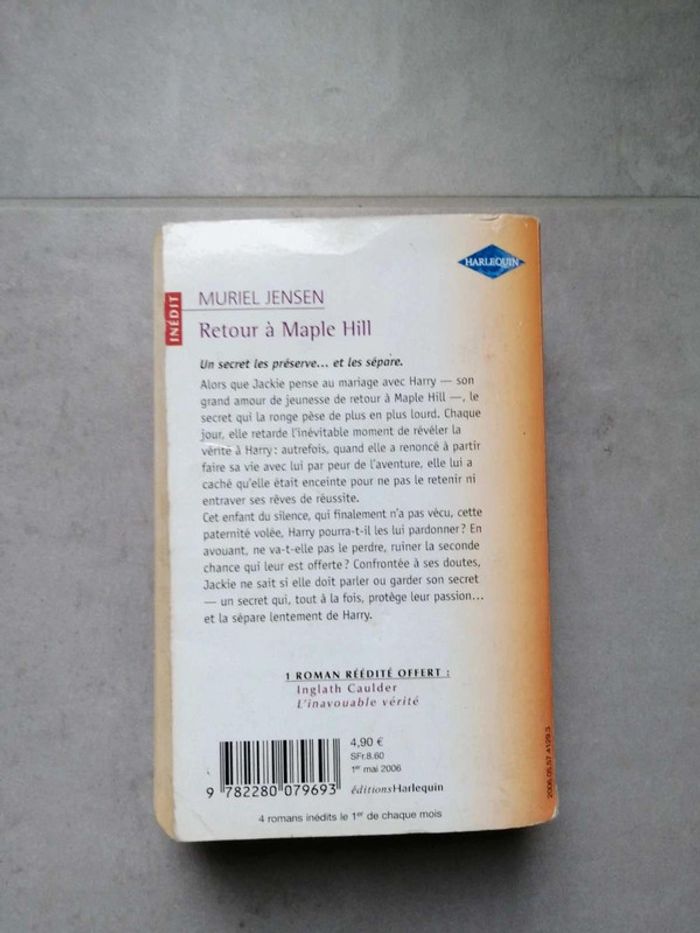 HARLEQUIN
INÉDIT
MURIEL JENSEN
Retour à Maple Hill
Un secret les préserve... et les sépare.
Alors que Jackie pense au mariage avec Harry — son
grand amour de jeunesse de retour à Maple Hill —, le
secret qui la ronge pèse de plus en plus lourd. Chaque
jour, elle retarde l'inévitable moment de révéler la
vérité à Harry : autrefois, quand elle a renoncé à partir
faire sa vie avec lui par peur de l'aventure, elle lui a
caché qu'elle était enceinte pour ne pas le retenir ni
entraver ses rêves de réussite.
Cet enfant du silence, qui finalement n'a pas vécu, cette
paternité volée, Harry pourra-t-il les lui pardonner ? En
avouant, ne va-t-elle pas le perdre, ruiner la seconde
chance qui leur est offerte ? Confrontée à ses doutes,
Jackie ne sait si elle doit parler ou garder son secret
— un secret qui, tout à la fois, protège leur passion...
et la sépare lentement de Harry.
1 ROMAN RÉÉDITÉ OFFERT :
Inglath Caulder
L'inavouable vérité
4,90 €
SFr.8.60
1er mai 2006
9 782280 079693
éditionsHarlequin
4 romans inédits le 1er de chaque mois
2006.05.57.4129.3